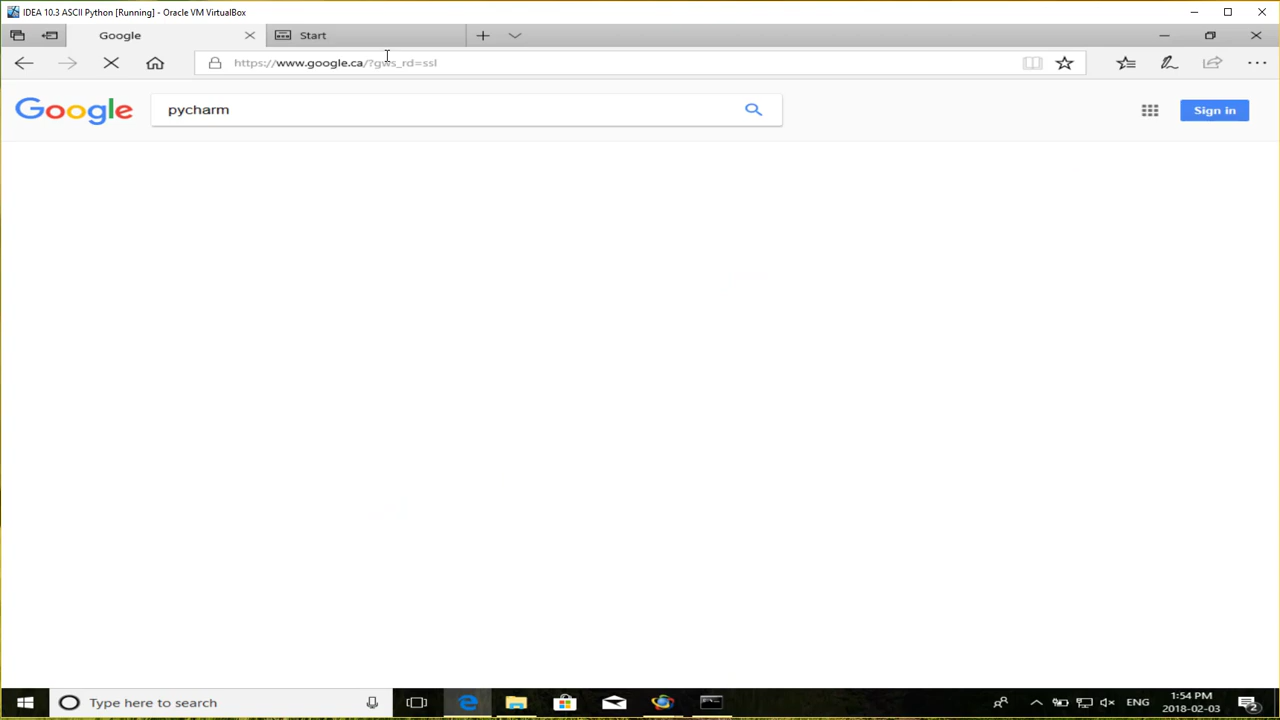 IDEA 10.3 ASCII Python [Running] - Oracle VM VirtualBox
Google
Start
https://www.google.ca/?gws_rd=ssl
Google
pycharm
Sign in
Type here to search
ENG
1:54 PM
2018-02-03
2